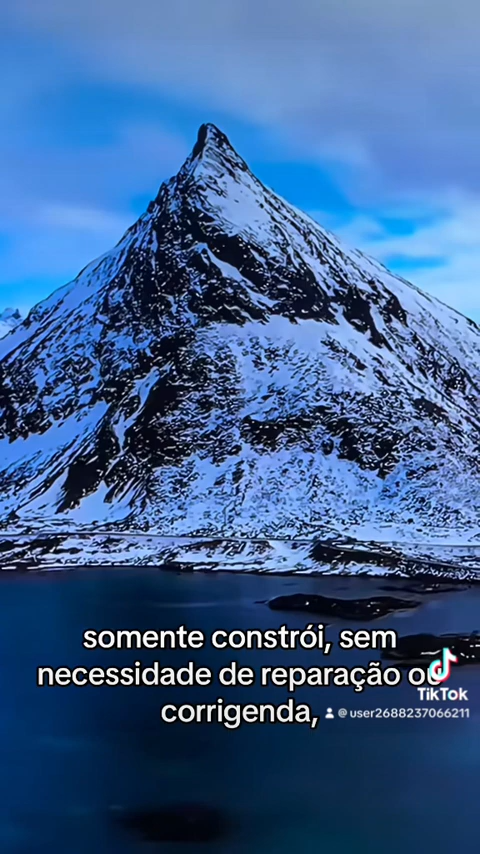 somente constrói, sem
necessidade de reparação ou
corrigenda,
TikTok
@ user2688237066211